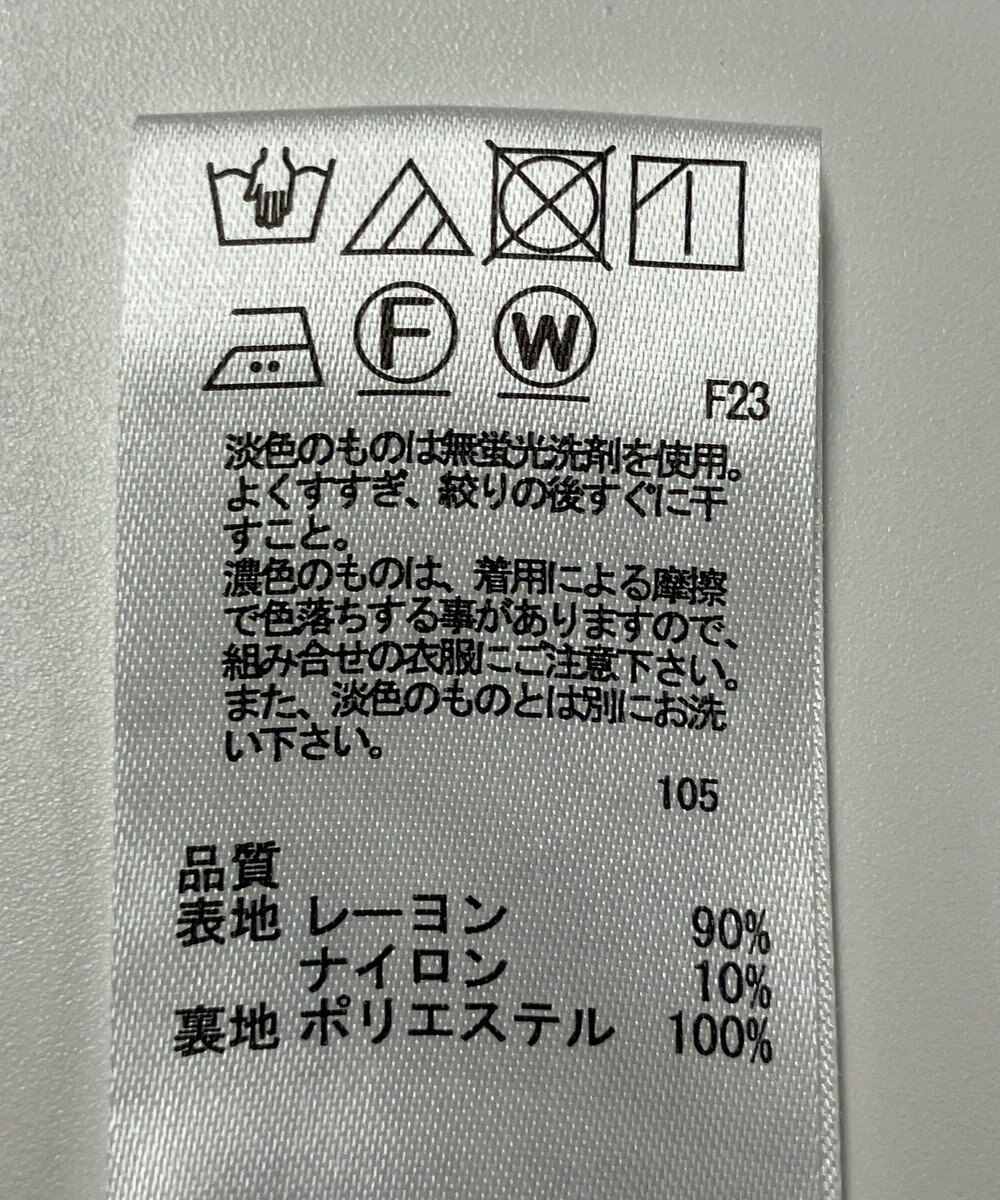 F W
F23
淡色のものは無蛍光洗剤を使用。
よくすすぎ、絞りの後すぐに干
すこと。
濃色のものは、着用による摩擦
で色落ちする事がありますので、
組み合せの衣服にご注意下さい。
また、淡色のものとは別にお洗
い下さい。
105
品質
表地 レーヨン 90%
ナイロン 10%
裏地 ポリエステル 100%